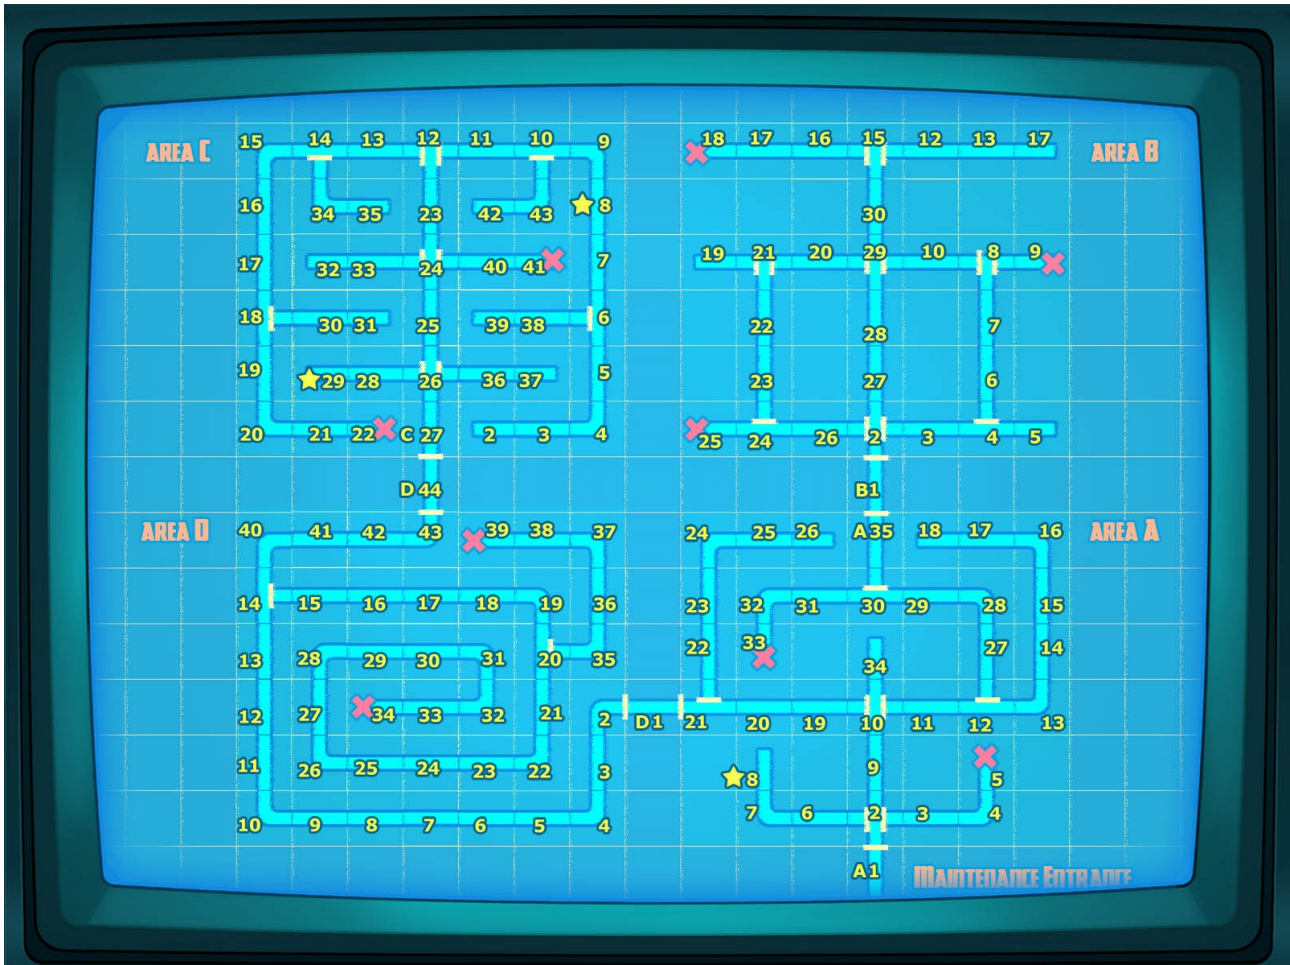 15 14 13 12 11 10 9 18 17 16 15 12 13 17
AREA C AREA B
16 34 35 23 42 43 8 30
17 32 33 24 40 41 7 19 21 20 29 10 8 9
18 30 31 25 39 38 6 22 28 7
19 29 28 26 36 37 5 23 27 6
20 21 22 C 27 2 3 4 25 24 26 2 3 4 5
D 44 B1
AREA D AREA A
40 41 42 43 39 38 37 24 25 26 A 35 18 17 16
14 15 16 17 18 19 36 23 32 31 30 29 28 15
13 28 29 30 31 20 35 22 33 34 27 14
12 27 34 33 32 21 2 D1 21 20 19 10 11 12 13
11 26 25 24 23 22 3 8 9 5
10 9 8 7 6 5 4 7 6 2 3 4
A1 MAINTENANCE ENTRANCE